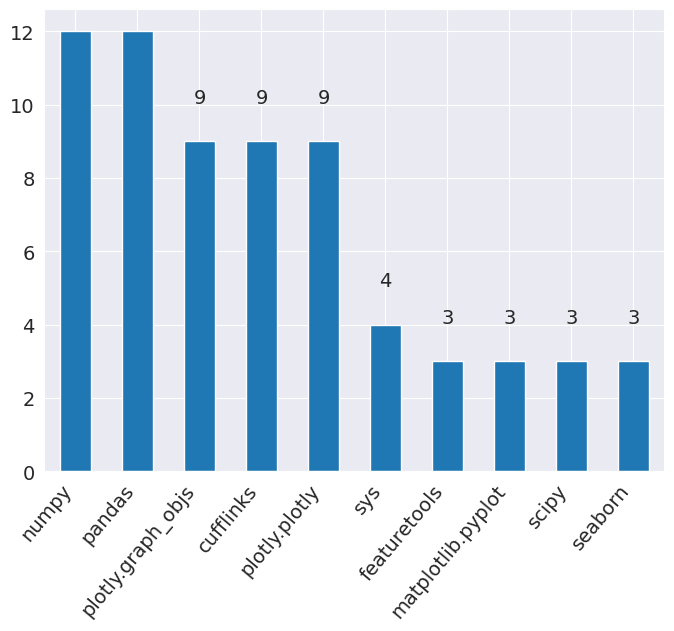 12
10
8
6
4
2
0
9
9
9
4
3
3
3
3
numpy
pandas
plotly.graph_objs
cufflinks
plotly.plotly
sys
featuretools
matplotlib.pyplot
scipy
seaborn